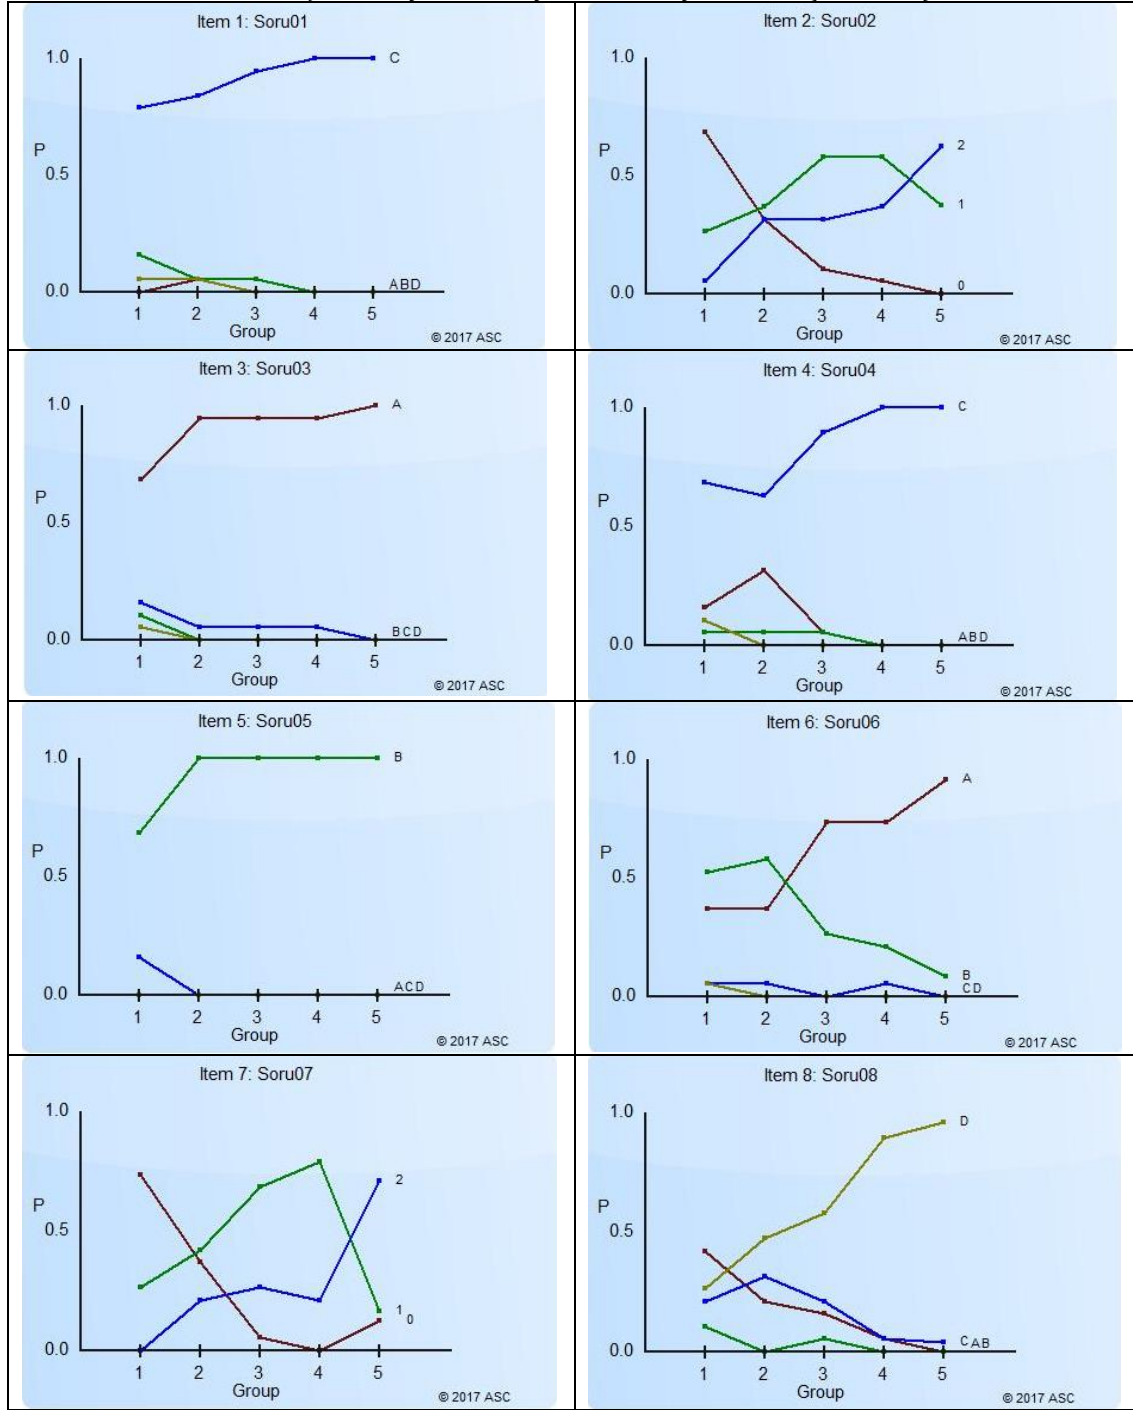 Item 1: Soru01
1.0
C
P
0.5
0.0
ABD
1 2 3 4 5
Group
© 2017 ASC
Item 2: Soru02
1.0
P
2
0.5
1
0.0
0
1 2 3 4 5
Group
© 2017 ASC
Item 3: Soru03
1.0
A
P
0.5
0.0
BCD
1 2 3 4 5
Group
© 2017 ASC
Item 4: Soru04
1.0
C
P
0.5
0.0
ABD
1 2 3 4 5
Group
© 2017 ASC
Item 5: Soru05
1.0
B
P
0.5
0.0
ACD
1 2 3 4 5
Group
© 2017 ASC
Item 6: Soru06
1.0
A
P
0.5
B
CD
0.0
1 2 3 4 5
Group
© 2017 ASC
Item 7: Soru07
1.0
2
P
0.5
1
0
0.0
1 2 3 4 5
Group
© 2017 ASC
Item 8: Soru08
1.0
D
P
0.5
C AB
0.0
1 2 3 4 5
Group
© 2017 ASC